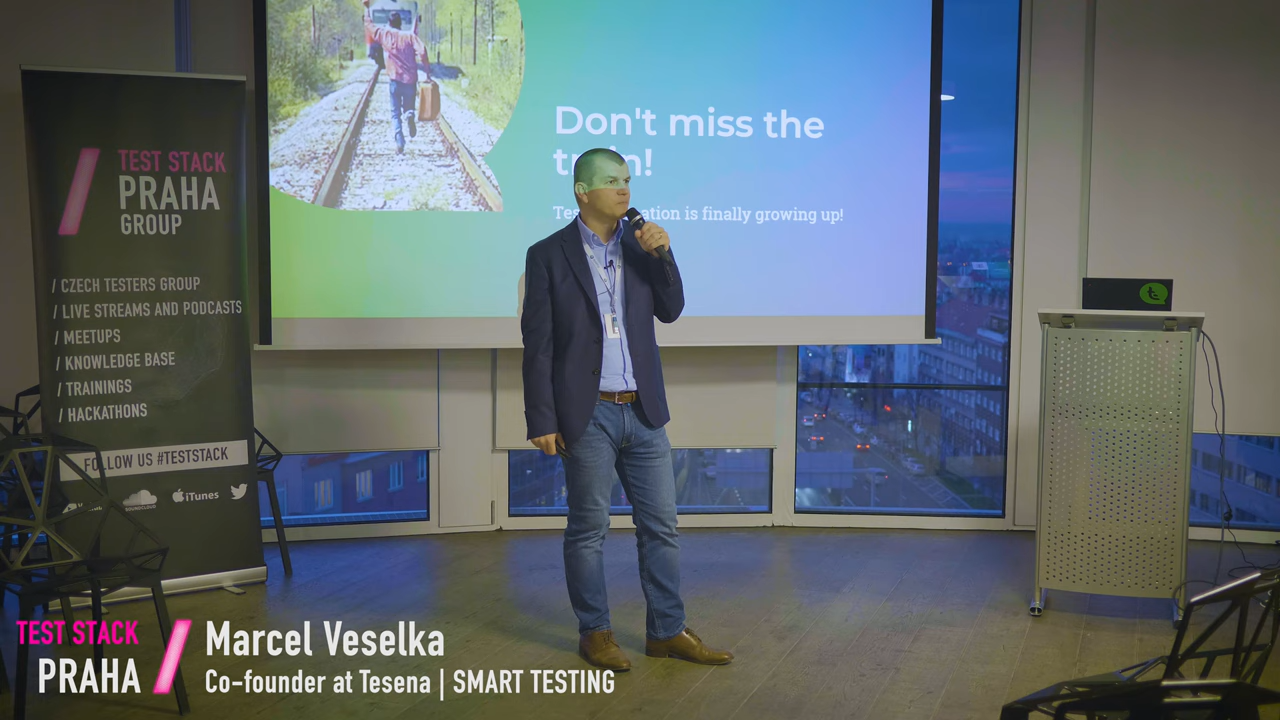 Don't miss the
Test is finally growing up!
TEST STACK
PRAHA
GROUP
/ CZECH TESTERS GROUP
/ LIVE STREAMS AND PODCASTS
/ MEETUPS
/ KNOWLEDGE BASE
/ TRAININGS
/ HACKATHONS
FOLLOW US #TESTSTACK
SOUNDCLOUD
iTunes
TEST STACK
PRAHA
Marcel Veselka
Co-founder at Tesena | SMART TESTING